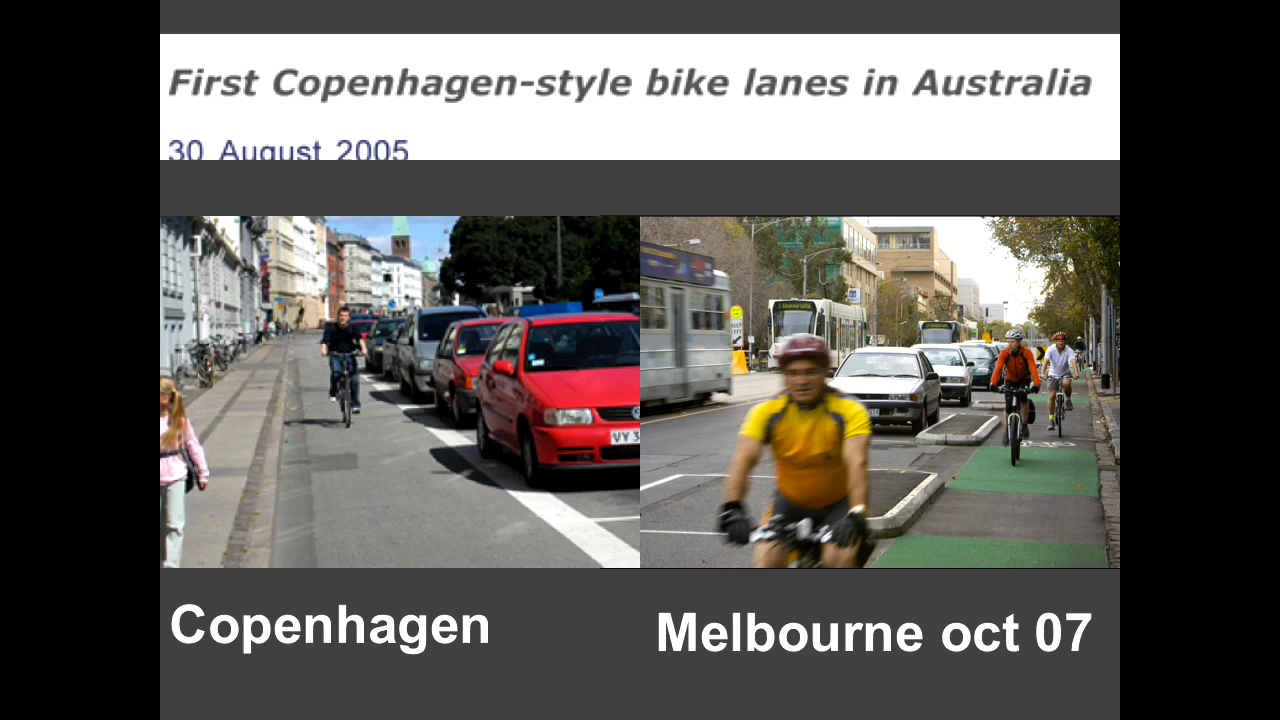 First Copenhagen-style bike lanes in Australia
30 August 2005
Copenhagen
Melbourne oct 07